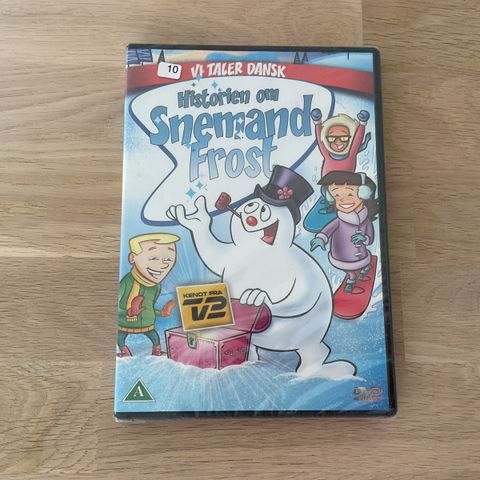 10
VI TALER DANSK
Historien om
Snemand
Frost
KENDT FRA
TV2
A
DVD